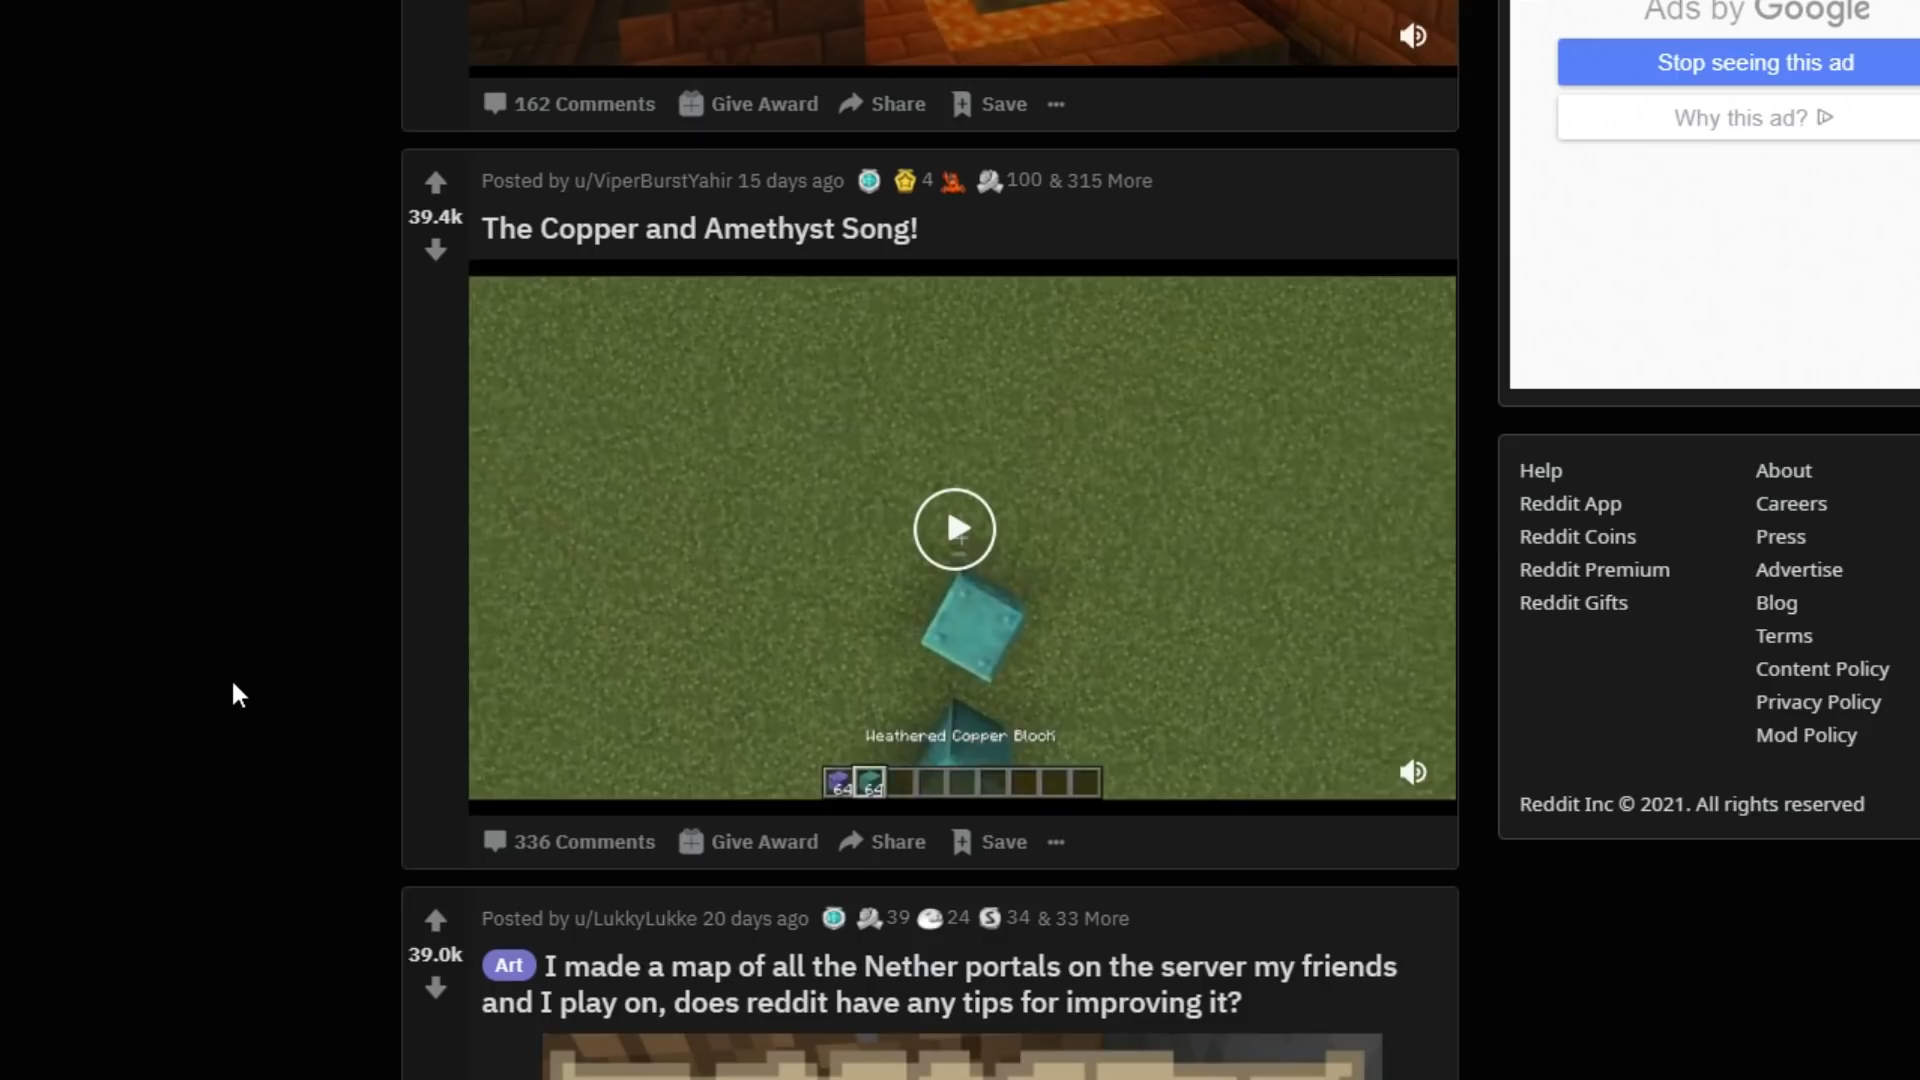 Ads by Google
Stop seeing this ad
Why this ad?
162 Comments Give Award Share Save
Posted by u/ViperBurstYahir 15 days ago 4 100 & 315 More
39.4k
The Copper and Amethyst Song!
Weathered Copper Block
64 64
336 Comments Give Award Share Save
Posted by u/LukkyLukke 20 days ago 39 24 34 & 33 More
39.0k
Art I made a map of all the Nether portals on the server my friends
and I play on, does reddit have any tips for improving it?
Help
Reddit App
Reddit Coins
Reddit Premium
Reddit Gifts
About
Careers
Press
Advertise
Blog
Terms
Content Policy
Privacy Policy
Mod Policy
Reddit Inc © 2021. All rights reserved